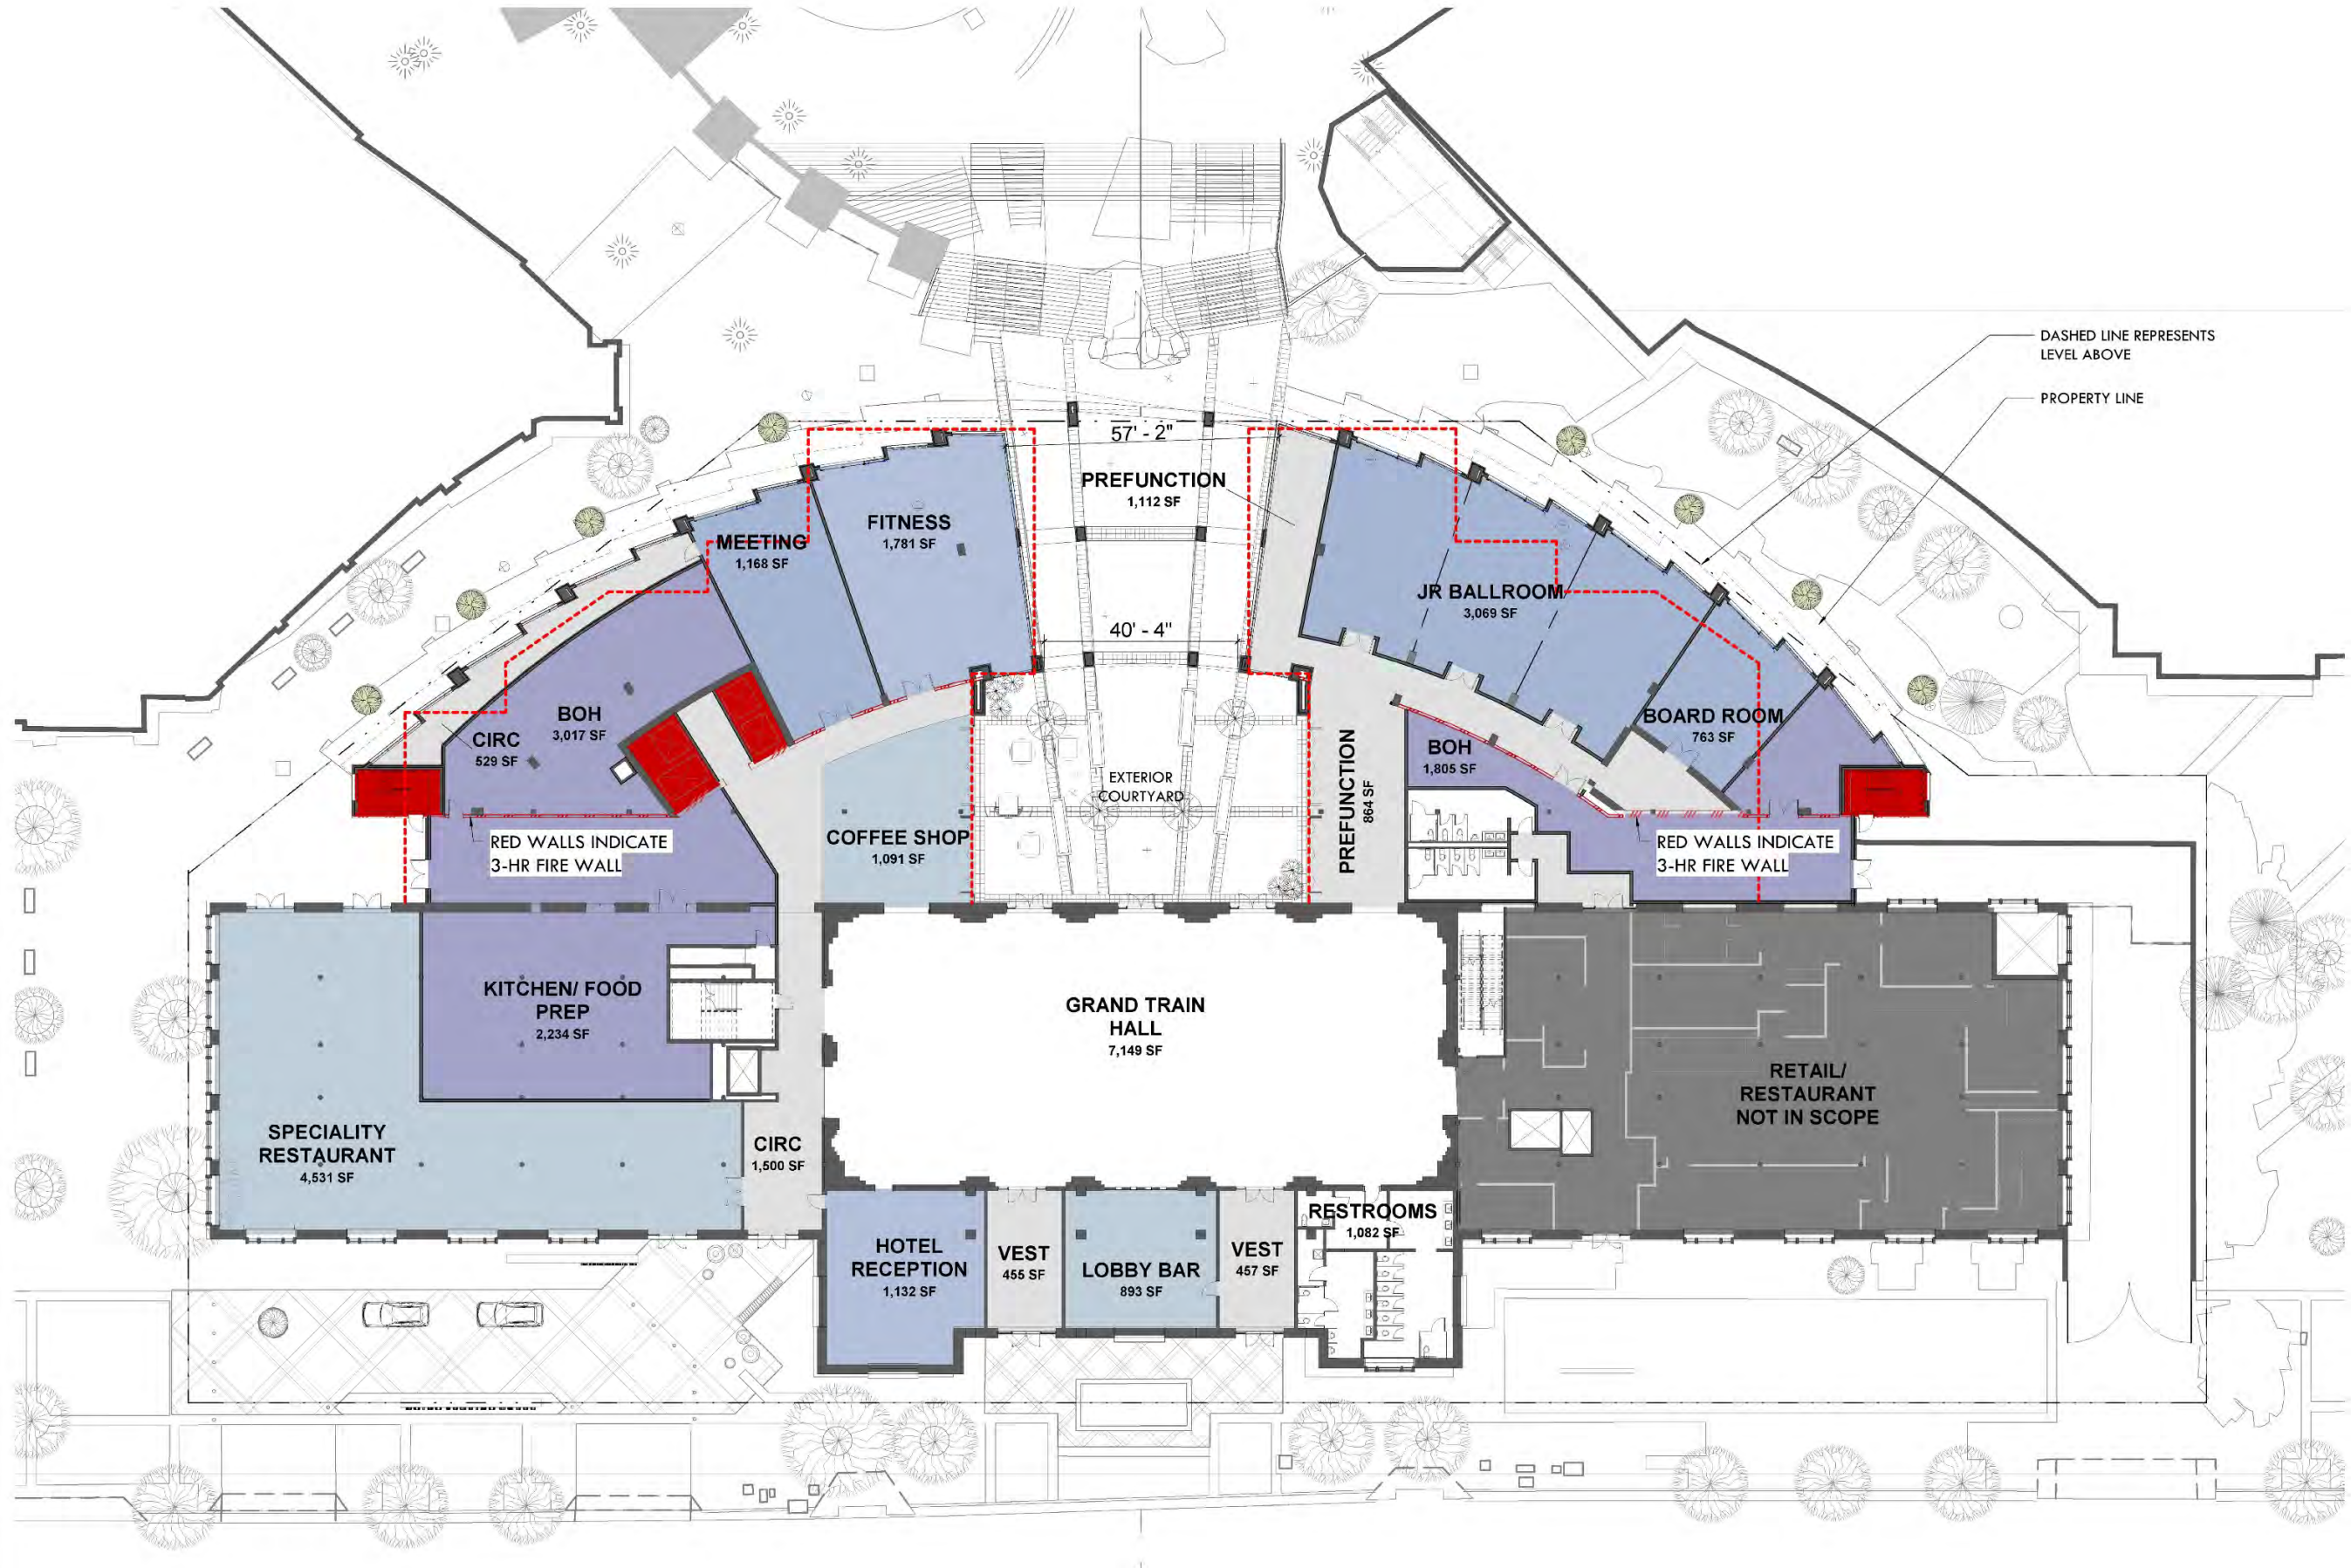 DASHED LINE REPRESENTS
LEVEL ABOVE
PROPERTY LINE
57' - 2"
PREFUNCTION
1,112 SF
FITNESS
1,781 SF
MEETING
1,168 SF
JR BALLROOM
3,069 SF
40' - 4"
BOH
3,017 SF
CIRC
529 SF
BOARD ROOM
763 SF
BOH
1,805 SF
EXTERIOR
COURTYARD
PREFUNCTION
864 SF
COFFEE SHOP
1,091 SF
RED WALLS INDICATE
3-HR FIRE WALL
RED WALLS INDICATE
3-HR FIRE WALL
KITCHEN/ FOOD
PREP
2,234 SF
GRAND TRAIN
HALL
7,149 SF
RETAIL/
RESTAURANT
NOT IN SCOPE
SPECIALITY
RESTAURANT
4,531 SF
CIRC
1,500 SF
RESTROOMS
1,082 SF
HOTEL
RECEPTION
1,132 SF
VEST
455 SF
LOBBY BAR
893 SF
VEST
457 SF